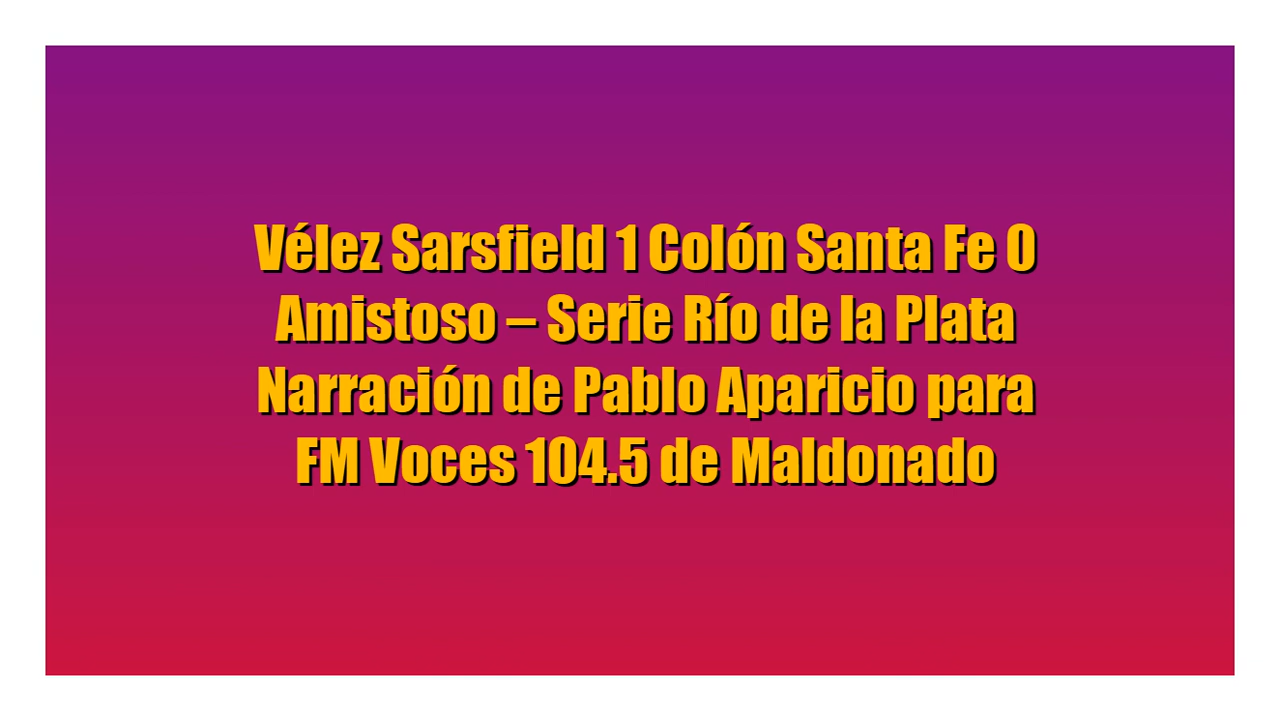 Vélez Sarsfield 1 Colón Santa Fe 0
Amistoso – Serie Río de la Plata
Narración de Pablo Aparicio para
FM Voces 104.5 de Maldonado